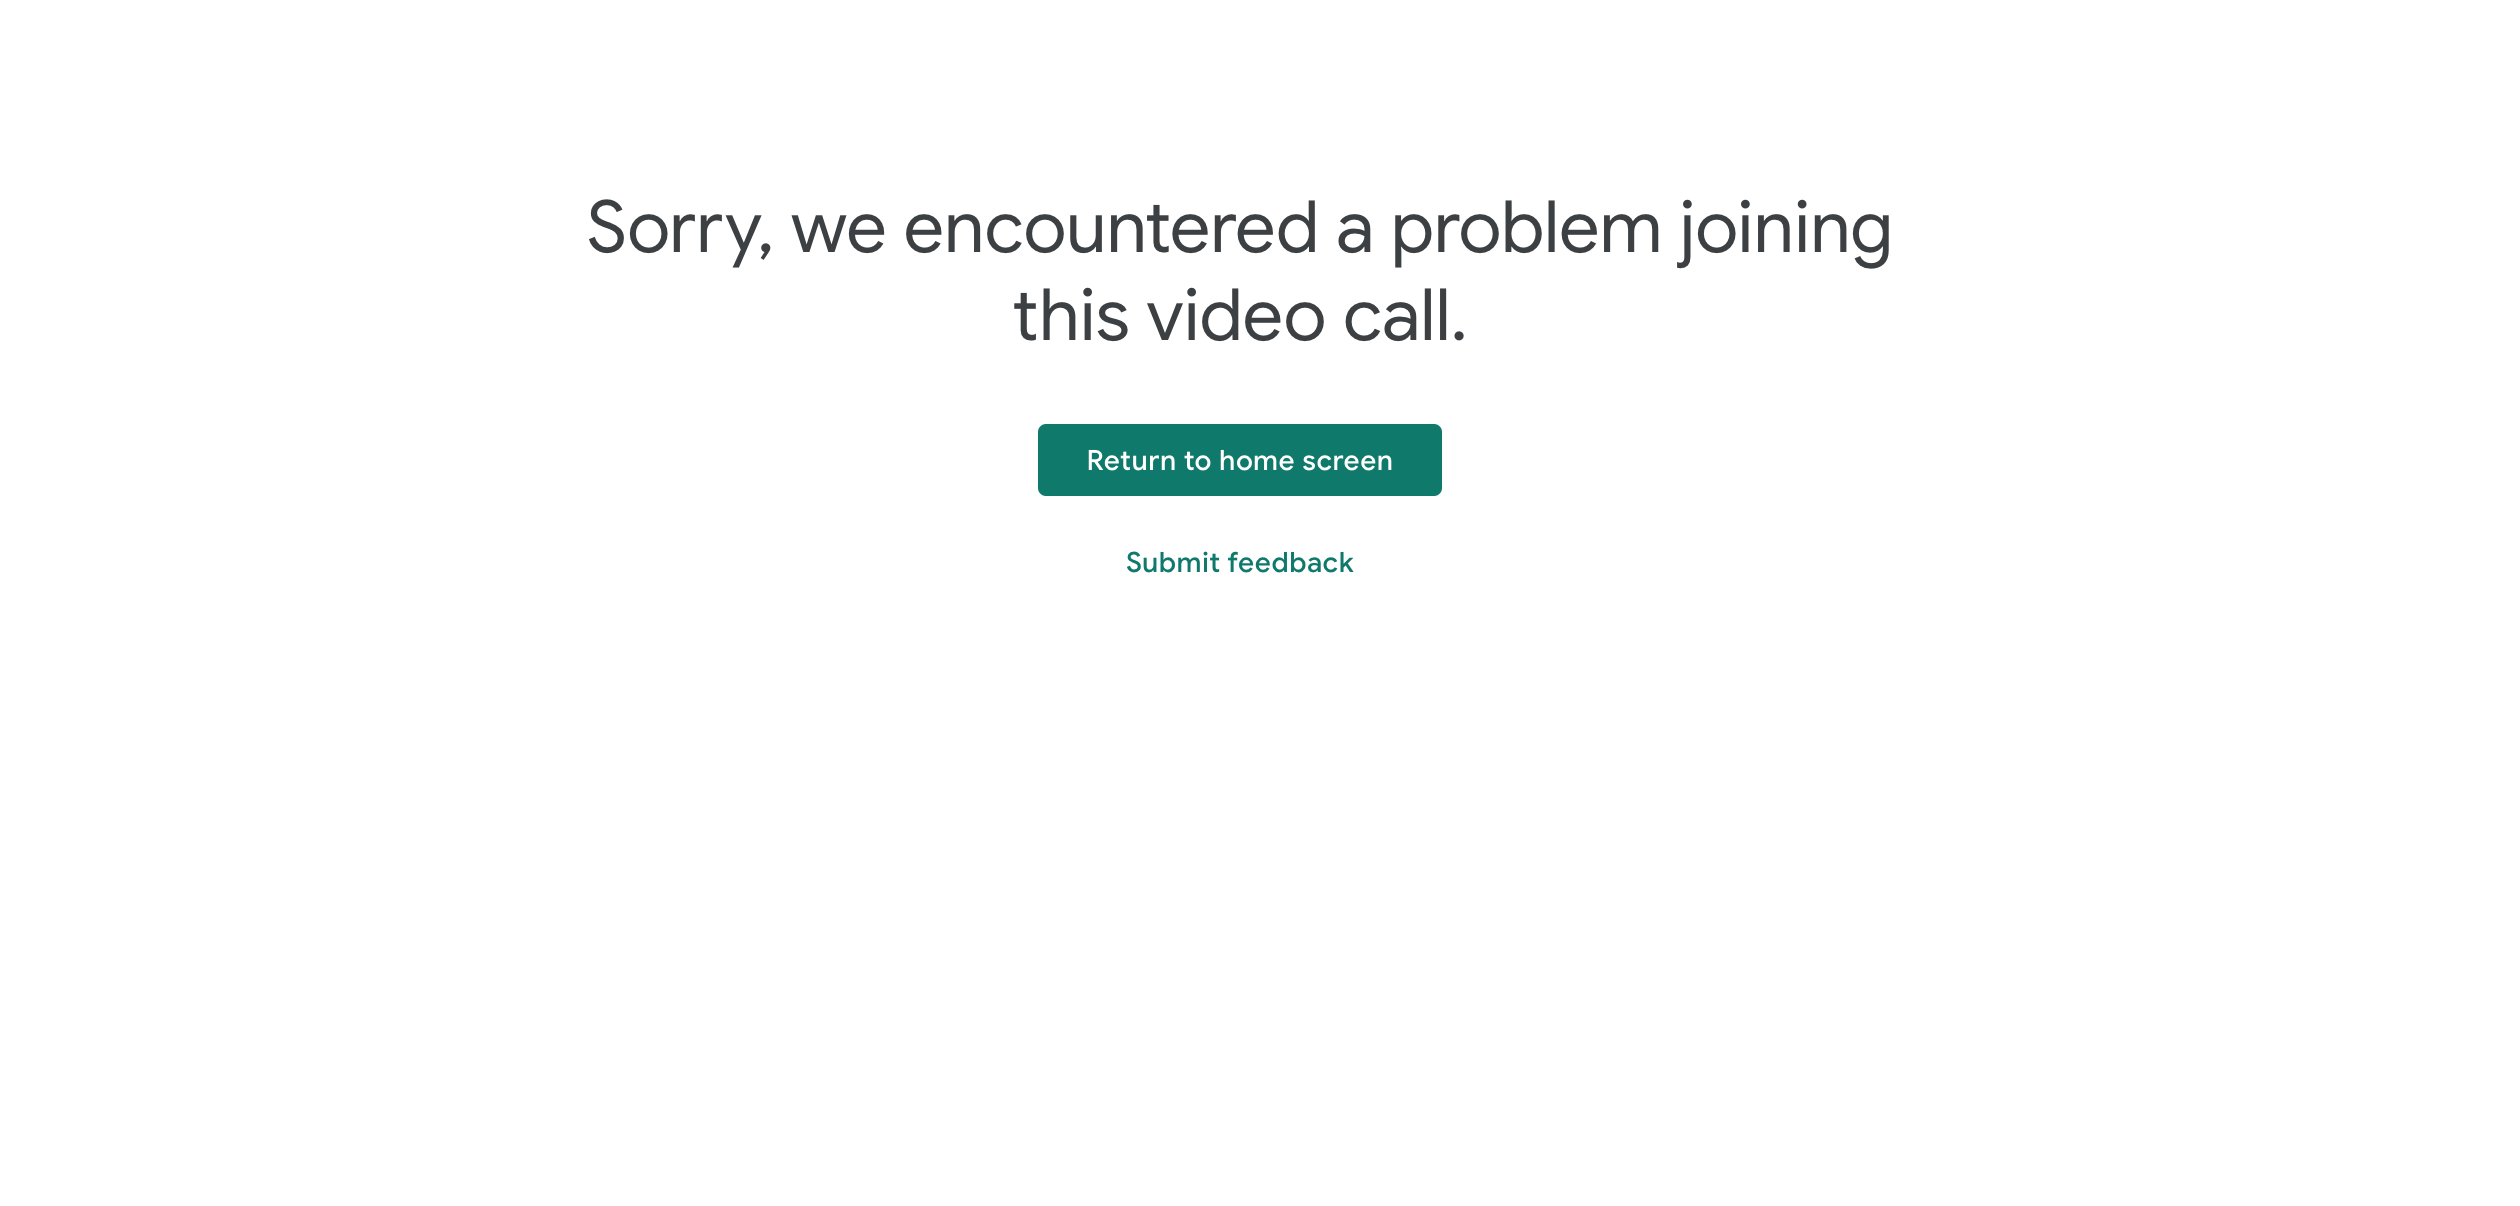 Sorry, we encountered a problem joining
this video call.
Return to home screen
Submit feedback